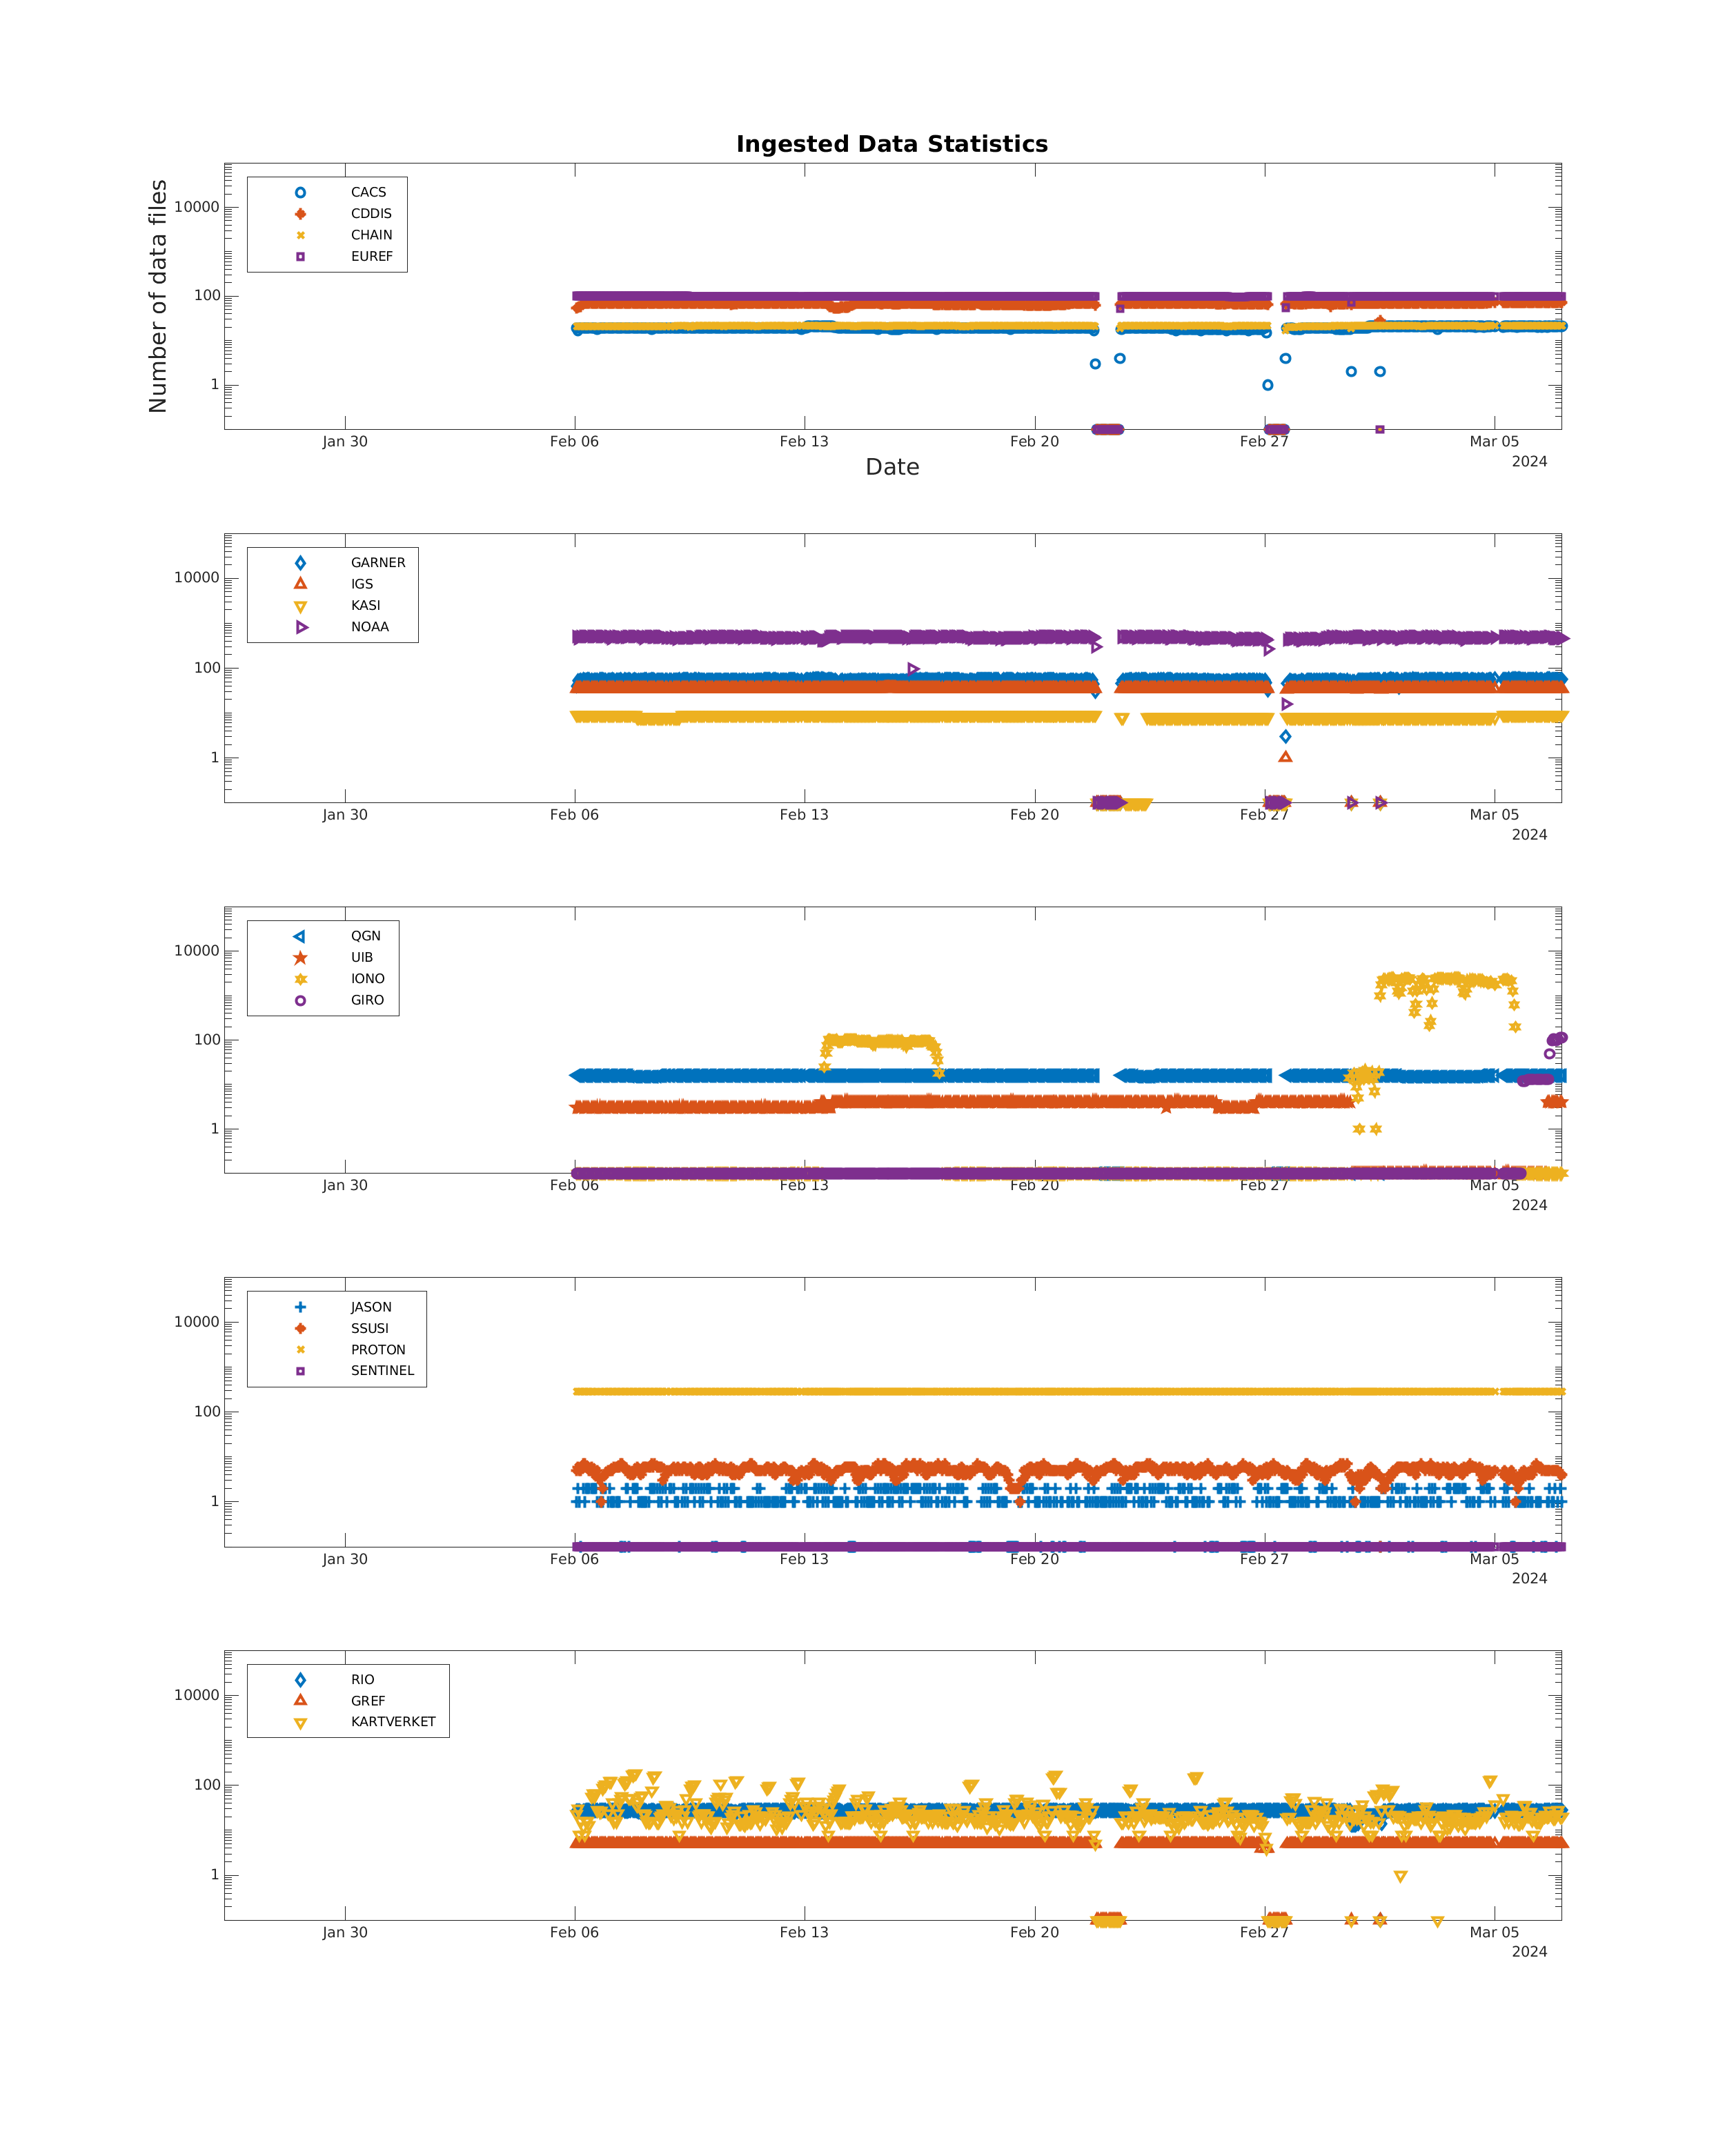 Ingested Data Statistics
Number of data files
CACS
CDDIS
CHAIN
EUREF
10000
100
1
Jan 30 Feb 06 Feb 13 Feb 20 Feb 27 Mar 05
2024
Date
GARNER
IGS
KASI
NOAA
10000
100
1
Jan 30 Feb 06 Feb 13 Feb 20 Feb 27 Mar 05
2024
QGN
UIB
IONO
GIRO
10000
100
1
Jan 30 Feb 06 Feb 13 Feb 20 Feb 27 Mar 05
2024
JASON
SSUSI
PROTON
SENTINEL
10000
100
1
Jan 30 Feb 06 Feb 13 Feb 20 Feb 27 Mar 05
2024
RIO
GREF
KARTVERKET
10000
100
1
Jan 30 Feb 06 Feb 13 Feb 20 Feb 27 Mar 05
2024